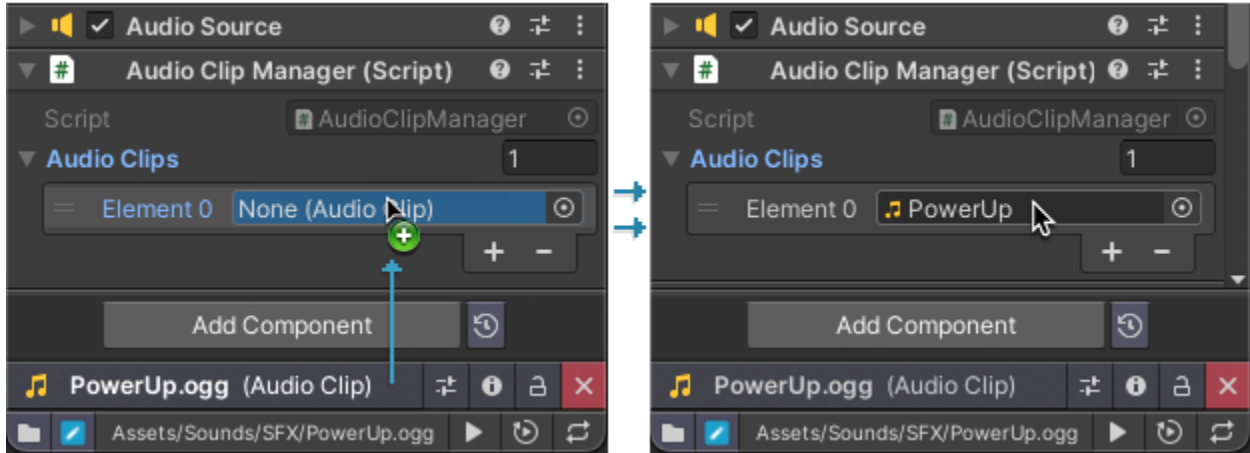 Audio Source
Audio Clip Manager (Script)
Script AudioClipManager
Audio Clips 1
Element 0 None (Audio Clip)
Add Component
PowerUp.ogg (Audio Clip)
Assets/Sounds/SFX/PowerUp.ogg
Audio Source
Audio Clip Manager (Script)
Script AudioClipManager
Audio Clips 1
Element 0 PowerUp
Add Component
PowerUp.ogg (Audio Clip)
Assets/Sounds/SFX/PowerUp.ogg